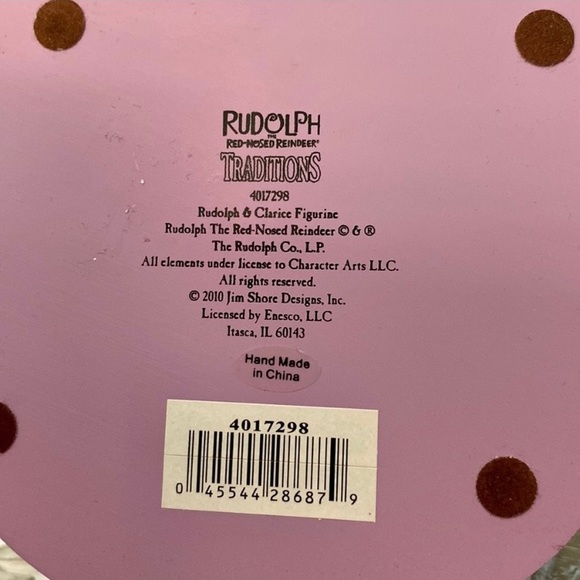 RUDOLPH
THE
RED-NOSED REINDEER®
TRADITIONS
4017298
Rudolph & Clarice Figurine
Rudolph The Red-Nosed Reindeer © & ®
The Rudolph Co., L.P.
All elements under license to Character Arts LLC.
All rights reserved.
© 2010 Jim Shore Designs, Inc.
Licensed by Enesco, LLC
Itasca, IL 60143
Hand Made
in China
4017298
0 45544 28687 9